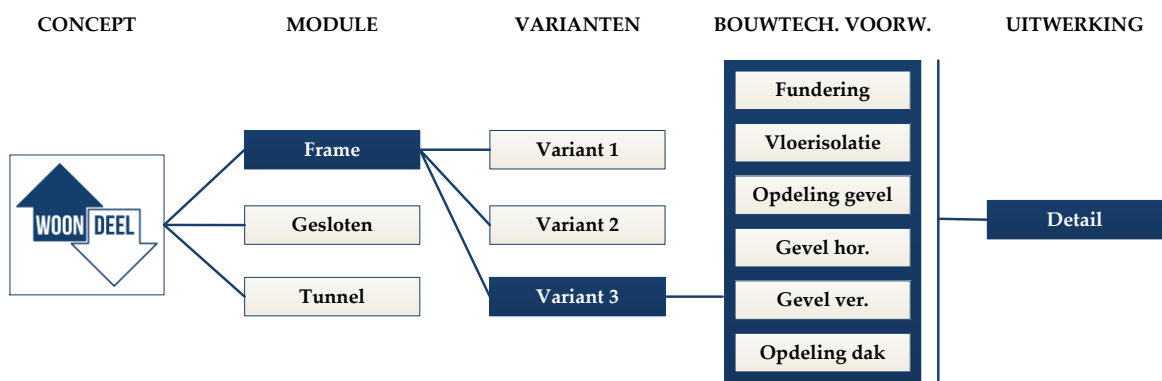 CONCEPT
MODULE
VARIANTEN
BOUWTECH. VOORW.
UITWERKING
WOON DEEL
Frame
Gesloten
Tunnel
Variant 1
Variant 2
Variant 3
Fundering
Vloerisolatie
Opdeling gevel
Gevel hor.
Gevel ver.
Opdeling dak
Detail